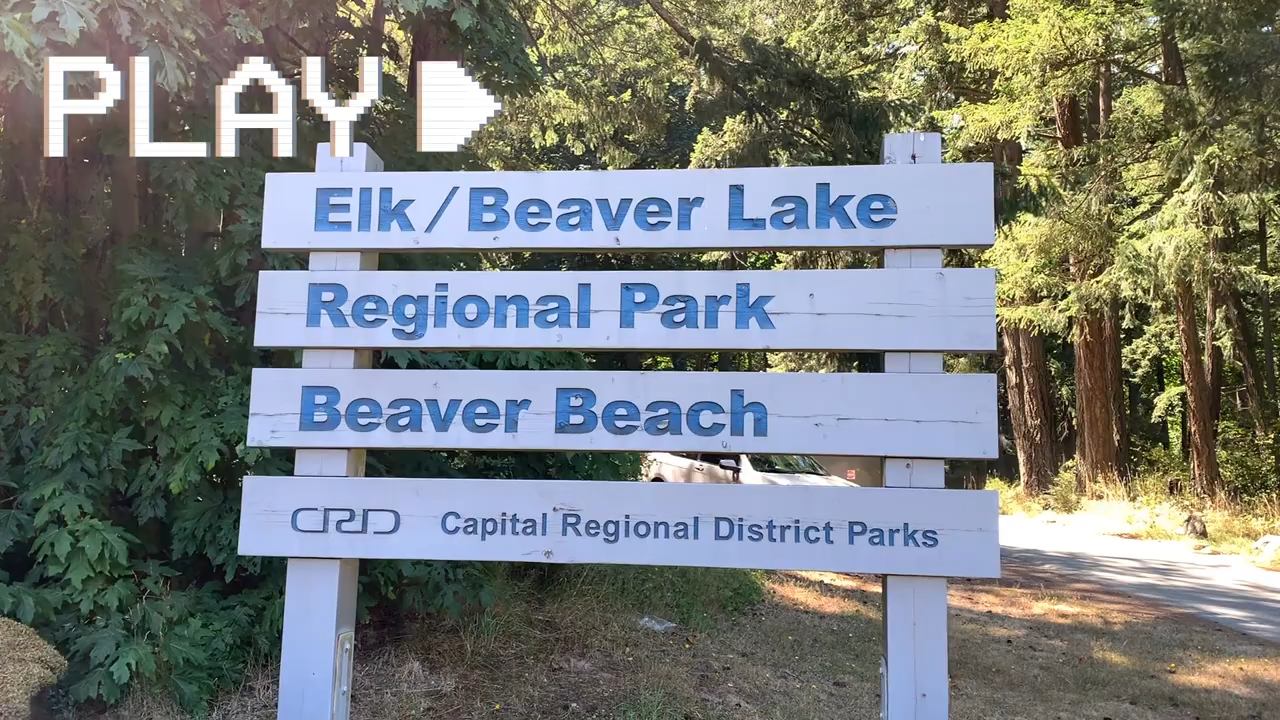 PLAY
Elk/Beaver Lake
Regional Park
Beaver Beach
CRD Capital Regional District Parks